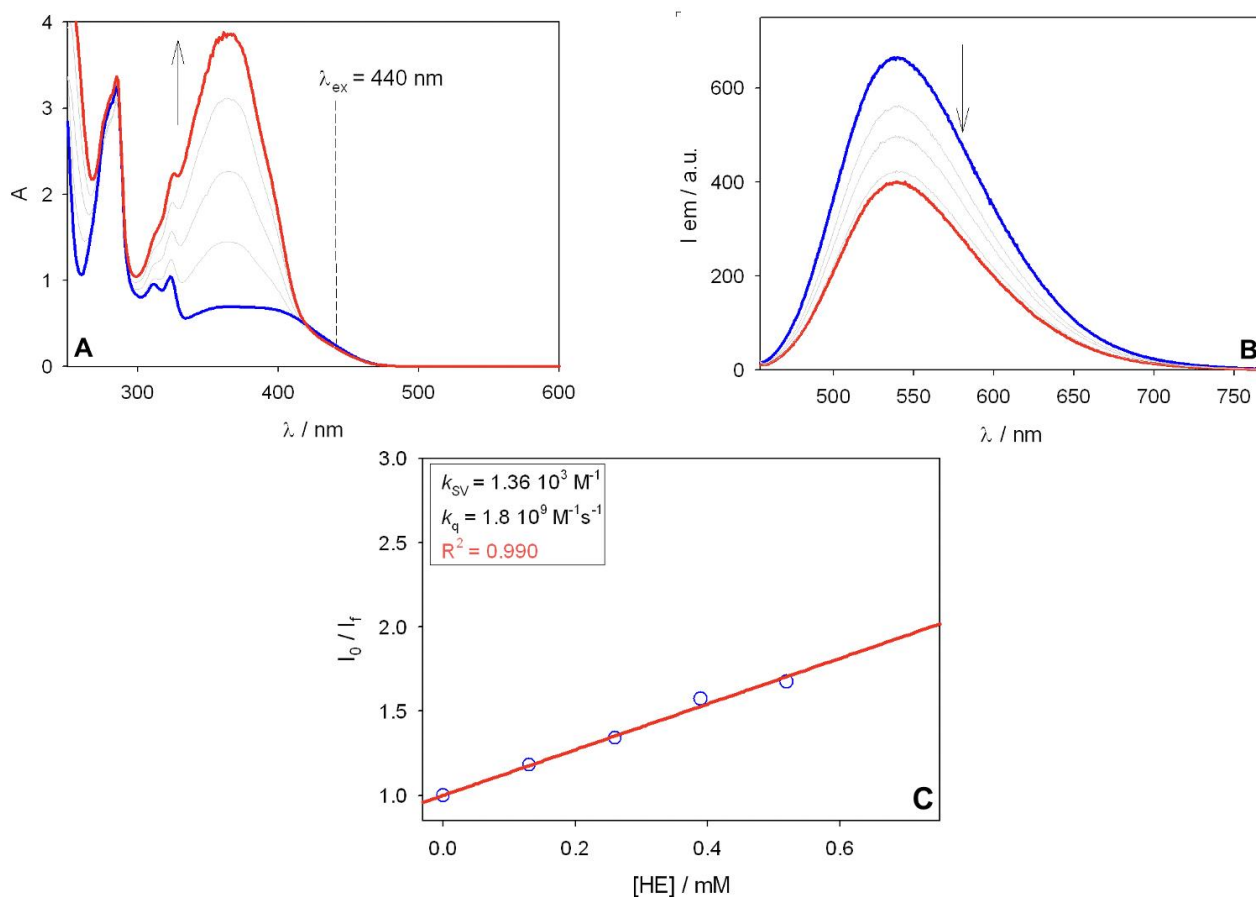 4
3
2
1
0
A
λex = 440 nm
A
300
400
500
600
λ / nm
600
400
200
0
I em / a.u.
B
500
550
600
650
700
750
λ / nm
3.0
2.5
2.0
1.5
1.0
I0 / If
kSV = 1.36 10³ M⁻¹
kq = 1.8 10⁹ M⁻¹s⁻¹
R² = 0.990
C
0.0
0.2
0.4
0.6
[HE] / mM